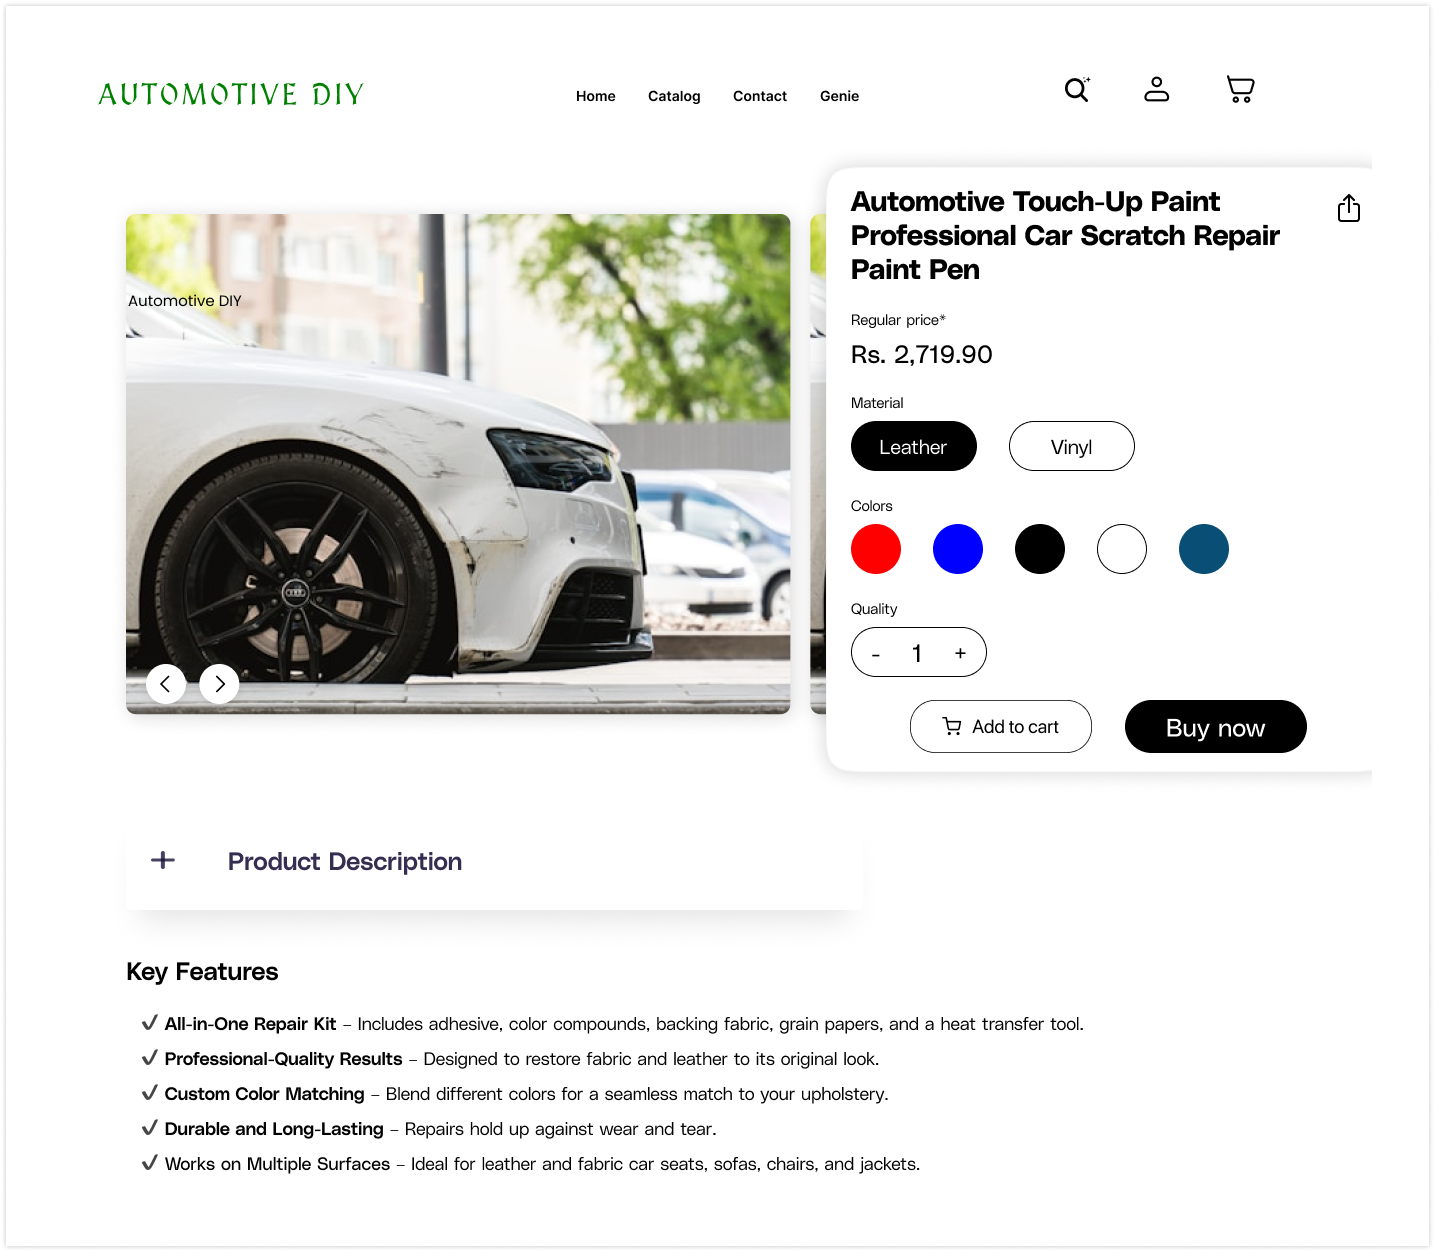 AUTOMOTIVE DIY
Home Catalog Contact Genie
Automotive Touch-Up Paint
Professional Car Scratch Repair
Paint Pen
Automotive DIY
Regular price*
Rs. 2,719.90
Material
Leather Vinyl
Colors
Quality
- 1 +
Add to cart Buy now
+ Product Description
Key Features
✔ All-in-One Repair Kit – Includes adhesive, color compounds, backing fabric, grain papers, and a heat transfer tool.
✔ Professional-Quality Results – Designed to restore fabric and leather to its original look.
✔ Custom Color Matching – Blend different colors for a seamless match to your upholstery.
✔ Durable and Long-Lasting – Repairs hold up against wear and tear.
✔ Works on Multiple Surfaces – Ideal for leather and fabric car seats, sofas, chairs, and jackets.